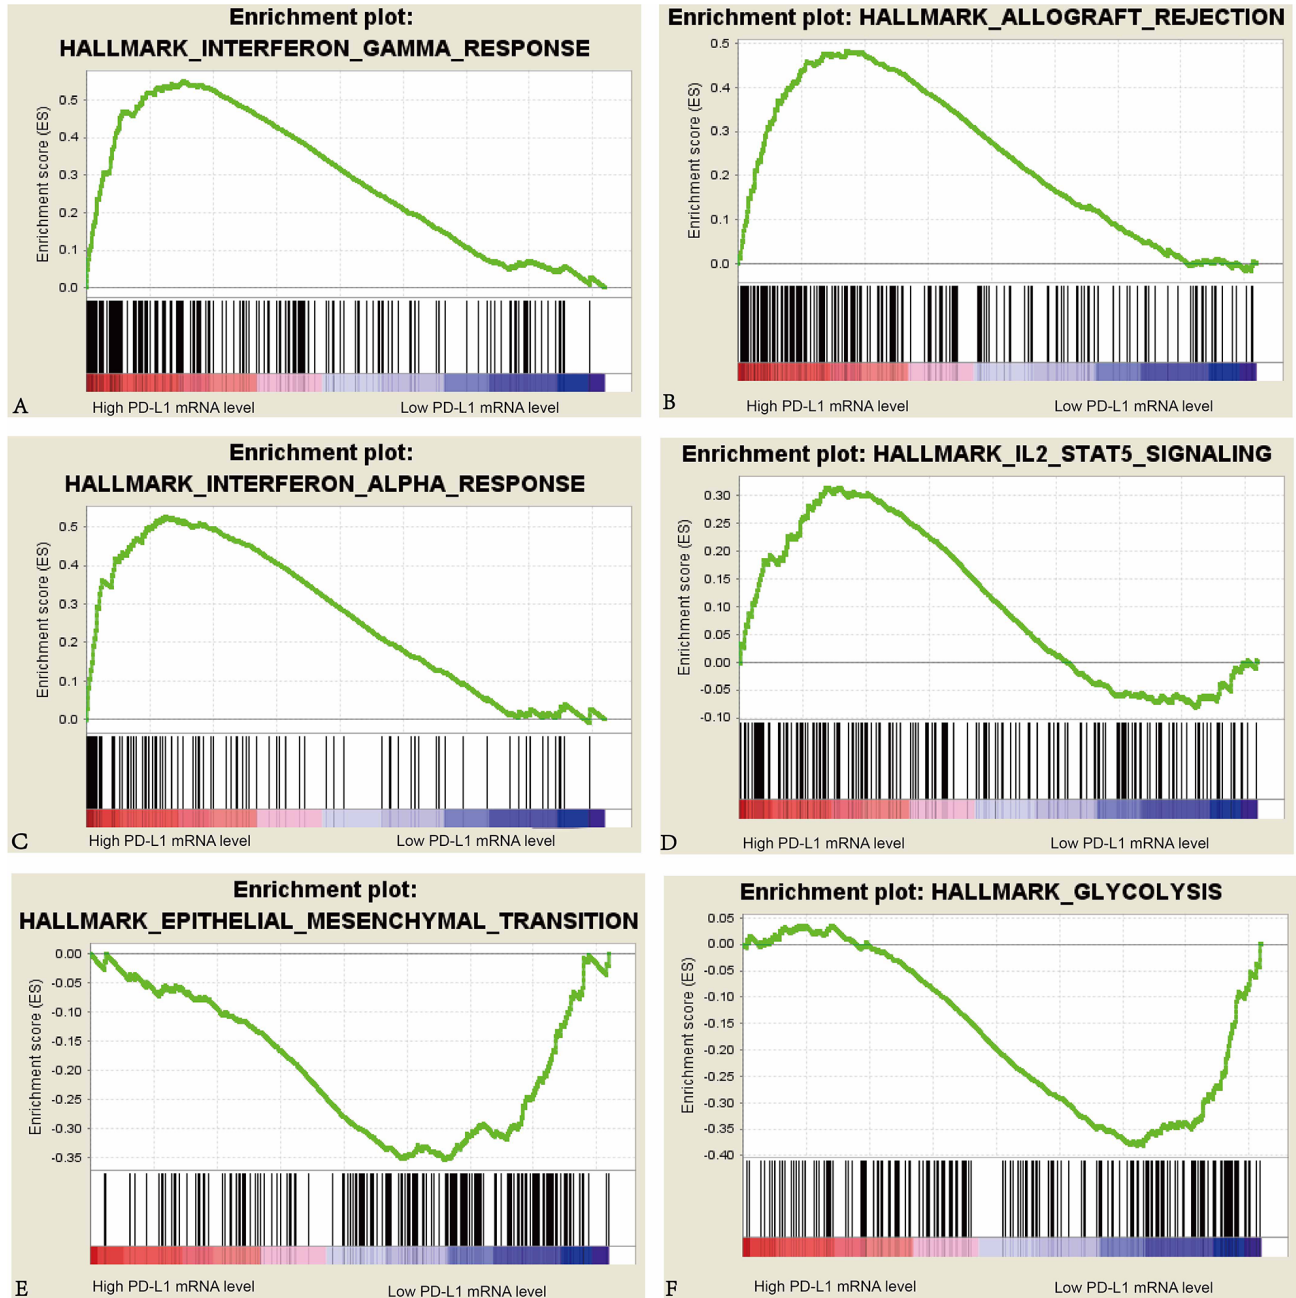 Enrichment plot:
HALLMARK_INTERFERON_GAMMA_RESPONSE
Enrichment score (ES)
0.5
0.4
0.3
0.2
0.1
0.0
High PD-L1 mRNA level
Low PD-L1 mRNA level
A
Enrichment plot: HALLMARK_ALLOGRAFT_REJECTION
Enrichment score (ES)
0.5
0.4
0.3
0.2
0.1
0.0
High PD-L1 mRNA level
Low PD-L1 mRNA level
B
Enrichment plot:
HALLMARK_INTERFERON_ALPHA_RESPONSE
Enrichment score (ES)
0.5
0.4
0.3
0.2
0.1
0.0
High PD-L1 mRNA level
Low PD-L1 mRNA level
C
Enrichment plot: HALLMARK_IL2_STAT5_SIGNALING
Enrichment score (ES)
0.30
0.25
0.20
0.15
0.10
0.05
0.00
-0.05
-0.10
High PD-L1 mRNA level
Low PD-L1 mRNA level
D
Enrichment plot:
HALLMARK_EPITHELIAL_MESENCHYMAL_TRANSITION
Enrichment score (ES)
0.00
-0.05
-0.10
-0.15
-0.20
-0.25
-0.30
-0.35
High PD-L1 mRNA level
Low PD-L1 mRNA level
E
Enrichment plot: HALLMARK_GLYCOLYSIS
Enrichment score (ES)
0.05
0.00
-0.05
-0.10
-0.15
-0.20
-0.25
-0.30
-0.35
-0.40
High PD-L1 mRNA level
Low PD-L1 mRNA level
F